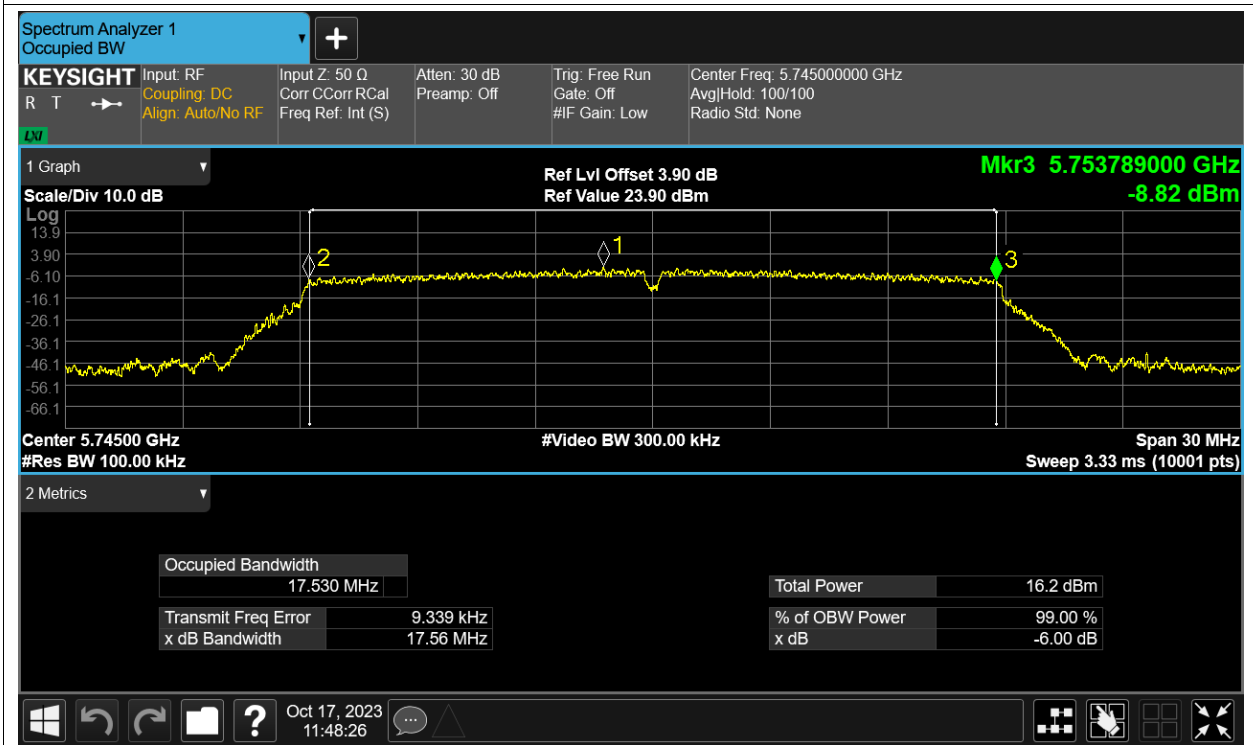 Spectrum Analyzer 1
Occupied BW
KEYSIGHT
R T
LXI
Input: RF
Coupling: DC
Align: Auto/No RF
Input Z: 50 Ω
Corr CCorr RCal
Freq Ref: Int (S)
Atten: 30 dB
Preamp: Off
Trig: Free Run
Gate: Off
#IF Gain: Low
Center Freq: 5.745000000 GHz
Avg|Hold: 100/100
Radio Std: None
1 Graph
Scale/Div 10.0 dB
Ref Lvl Offset 3.90 dB
Ref Value 23.90 dBm
Mkr3 5.753789000 GHz
-8.82 dBm
Log
13.9
3.90
-6.10
-16.1
-26.1
-36.1
-46.1
-56.1
-66.1
2
1
3
Center 5.74500 GHz
#Video BW 300.00 kHz
Span 30 MHz
#Res BW 100.00 kHz
Sweep 3.33 ms (10001 pts)
2 Metrics
Occupied Bandwidth
17.530 MHz
Total Power 16.2 dBm
Transmit Freq Error 9.339 kHz
% of OBW Power 99.00 %
x dB Bandwidth 17.56 MHz
x dB -6.00 dB
?
Oct 17, 2023
11:48:26